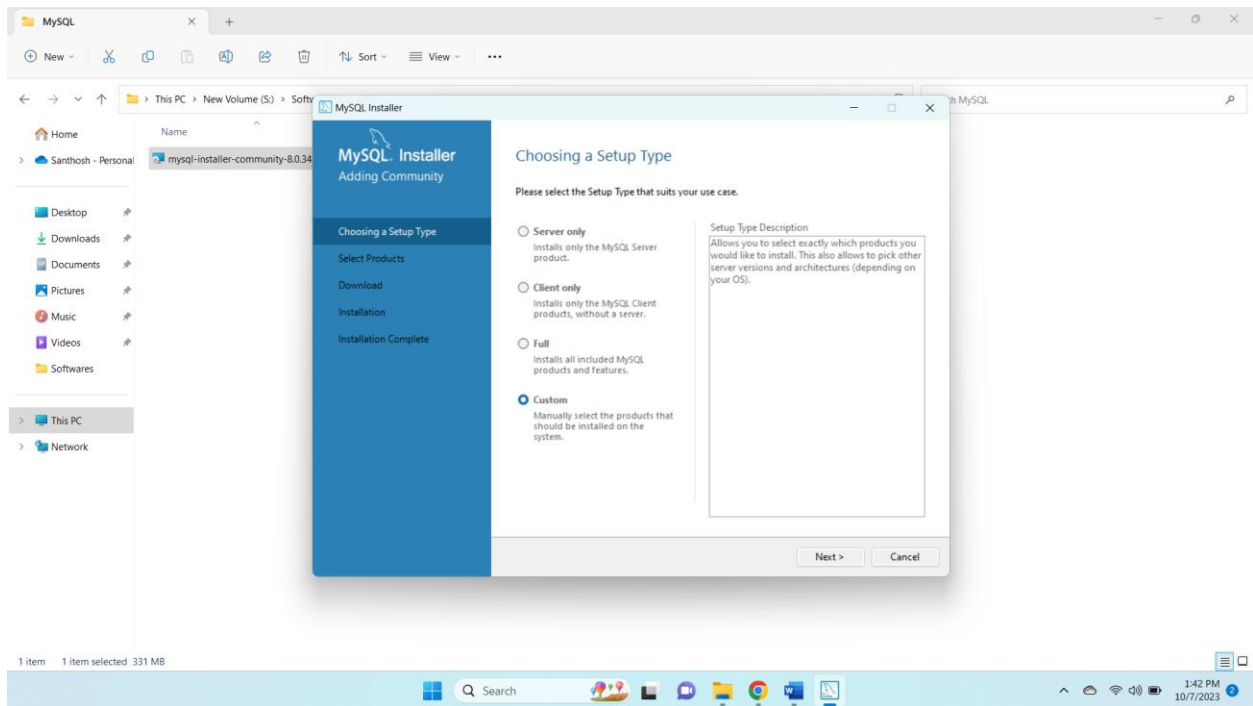 MySQL
New
Sort
View
This PC > New Volume (S:) >
MySQL
Home
Santhosh - Personal
Desktop
Downloads
Documents
Pictures
Music
Videos
Softwares
This PC
Network
Name
mysql-installer-community-8.0.34
MySQL Installer
MySQL. Installer
Adding Community
Choosing a Setup Type
Select Products
Download
Installation
Installation Complete
Choosing a Setup Type
Please select the Setup Type that suits your use case.
Server only
Installs only the MySQL Server
product.
Client only
Installs only the MySQL Client
products, without a server.
Full
Installs all included MySQL
products and features.
Custom
Manually select the products that
should be installed on the
system.
Setup Type Description
Allows you to select exactly which products you
would like to install. This also allows to pick other
server versions and architectures (depending on
your OS).
Next >
Cancel
1 item
1 item selected 331 MB
Search
1:42 PM
10/7/2023
2